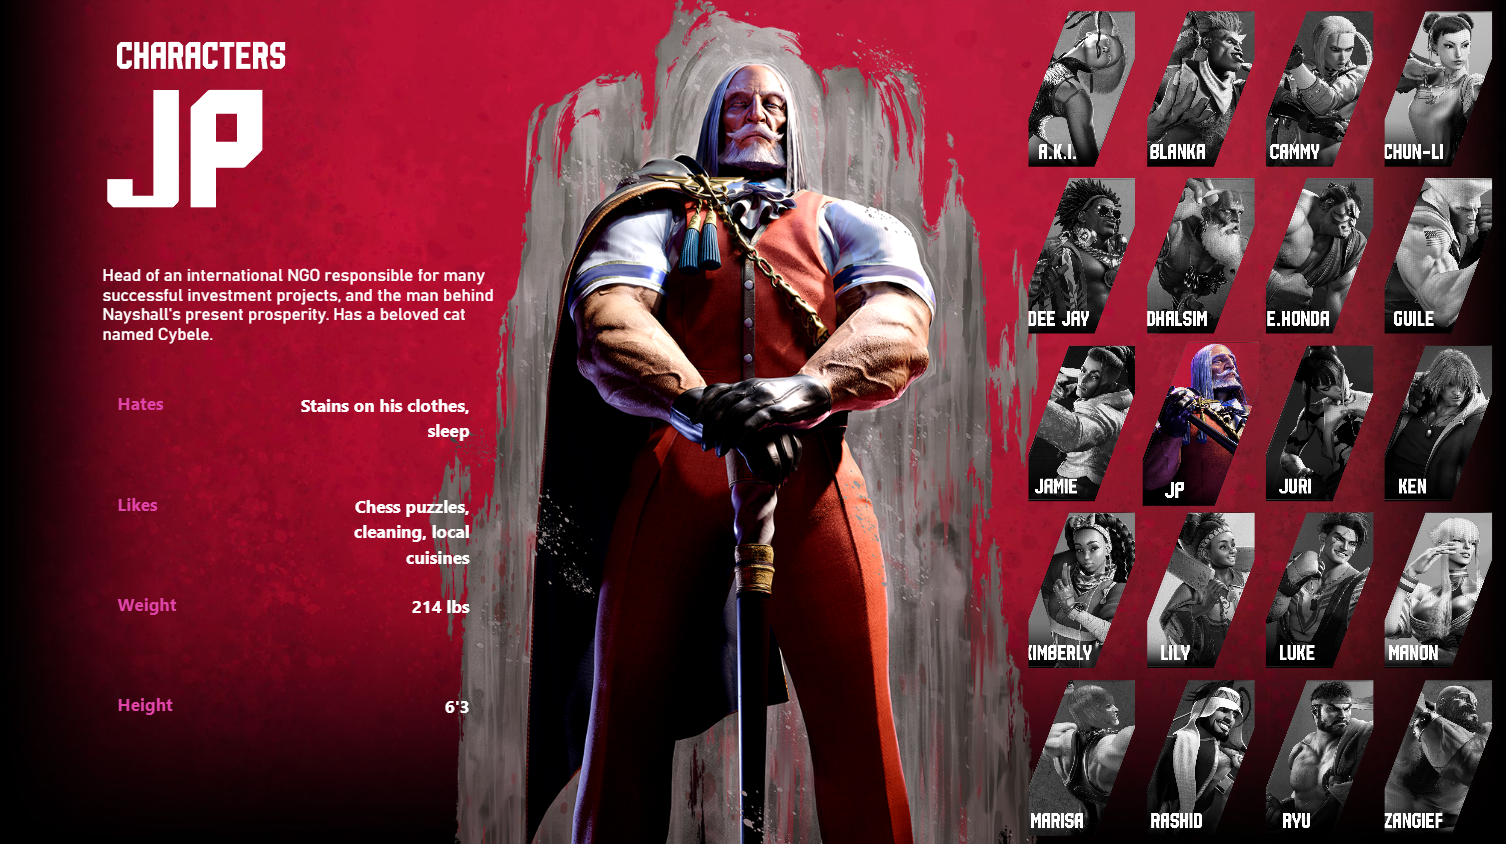 CHARACTERS
JP
Head of an international NGO responsible for many
successful investment projects, and the man behind
Nayshall's present prosperity. Has a beloved cat
named Cybele.
Hates
Stains on his clothes,
sleep
Likes
Chess puzzles,
cleaning, local
cuisines
Weight
214 lbs
Height
6'3
A.K.I.
BLANKA
CAMMY
CHUN-LI
DEE JAY
DHALSIM
E.HONDA
GUILE
JAMIE
JP
JURI
KEN
KIMBERLY
LILY
LUKE
MANON
MARISA
RASHID
RYU
ZANGIEF